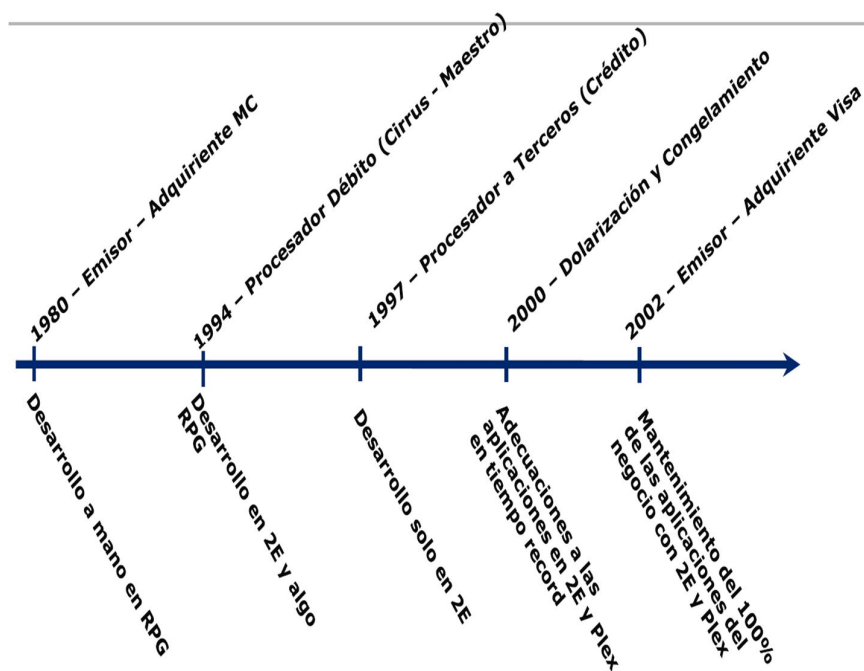 1980 – Emisor – Adquiriente MC
1994 – Procesador Débito (Cirrus - Maestro)
1997 – Procesador a Terceros (Crédito)
2000 – Dolarización y Congelamiento
2002 – Emisor – Adquiriente Visa
Desarrollo a mano en RPG
Desarrollo en 2E y algo
RPG
Desarrollo solo en 2E
Adecuaciones a las
aplicaciones en 2E y Plex
en tiempo record
Mantenimiento del 100%
de las aplicaciones del
negocio con 2E y Plex